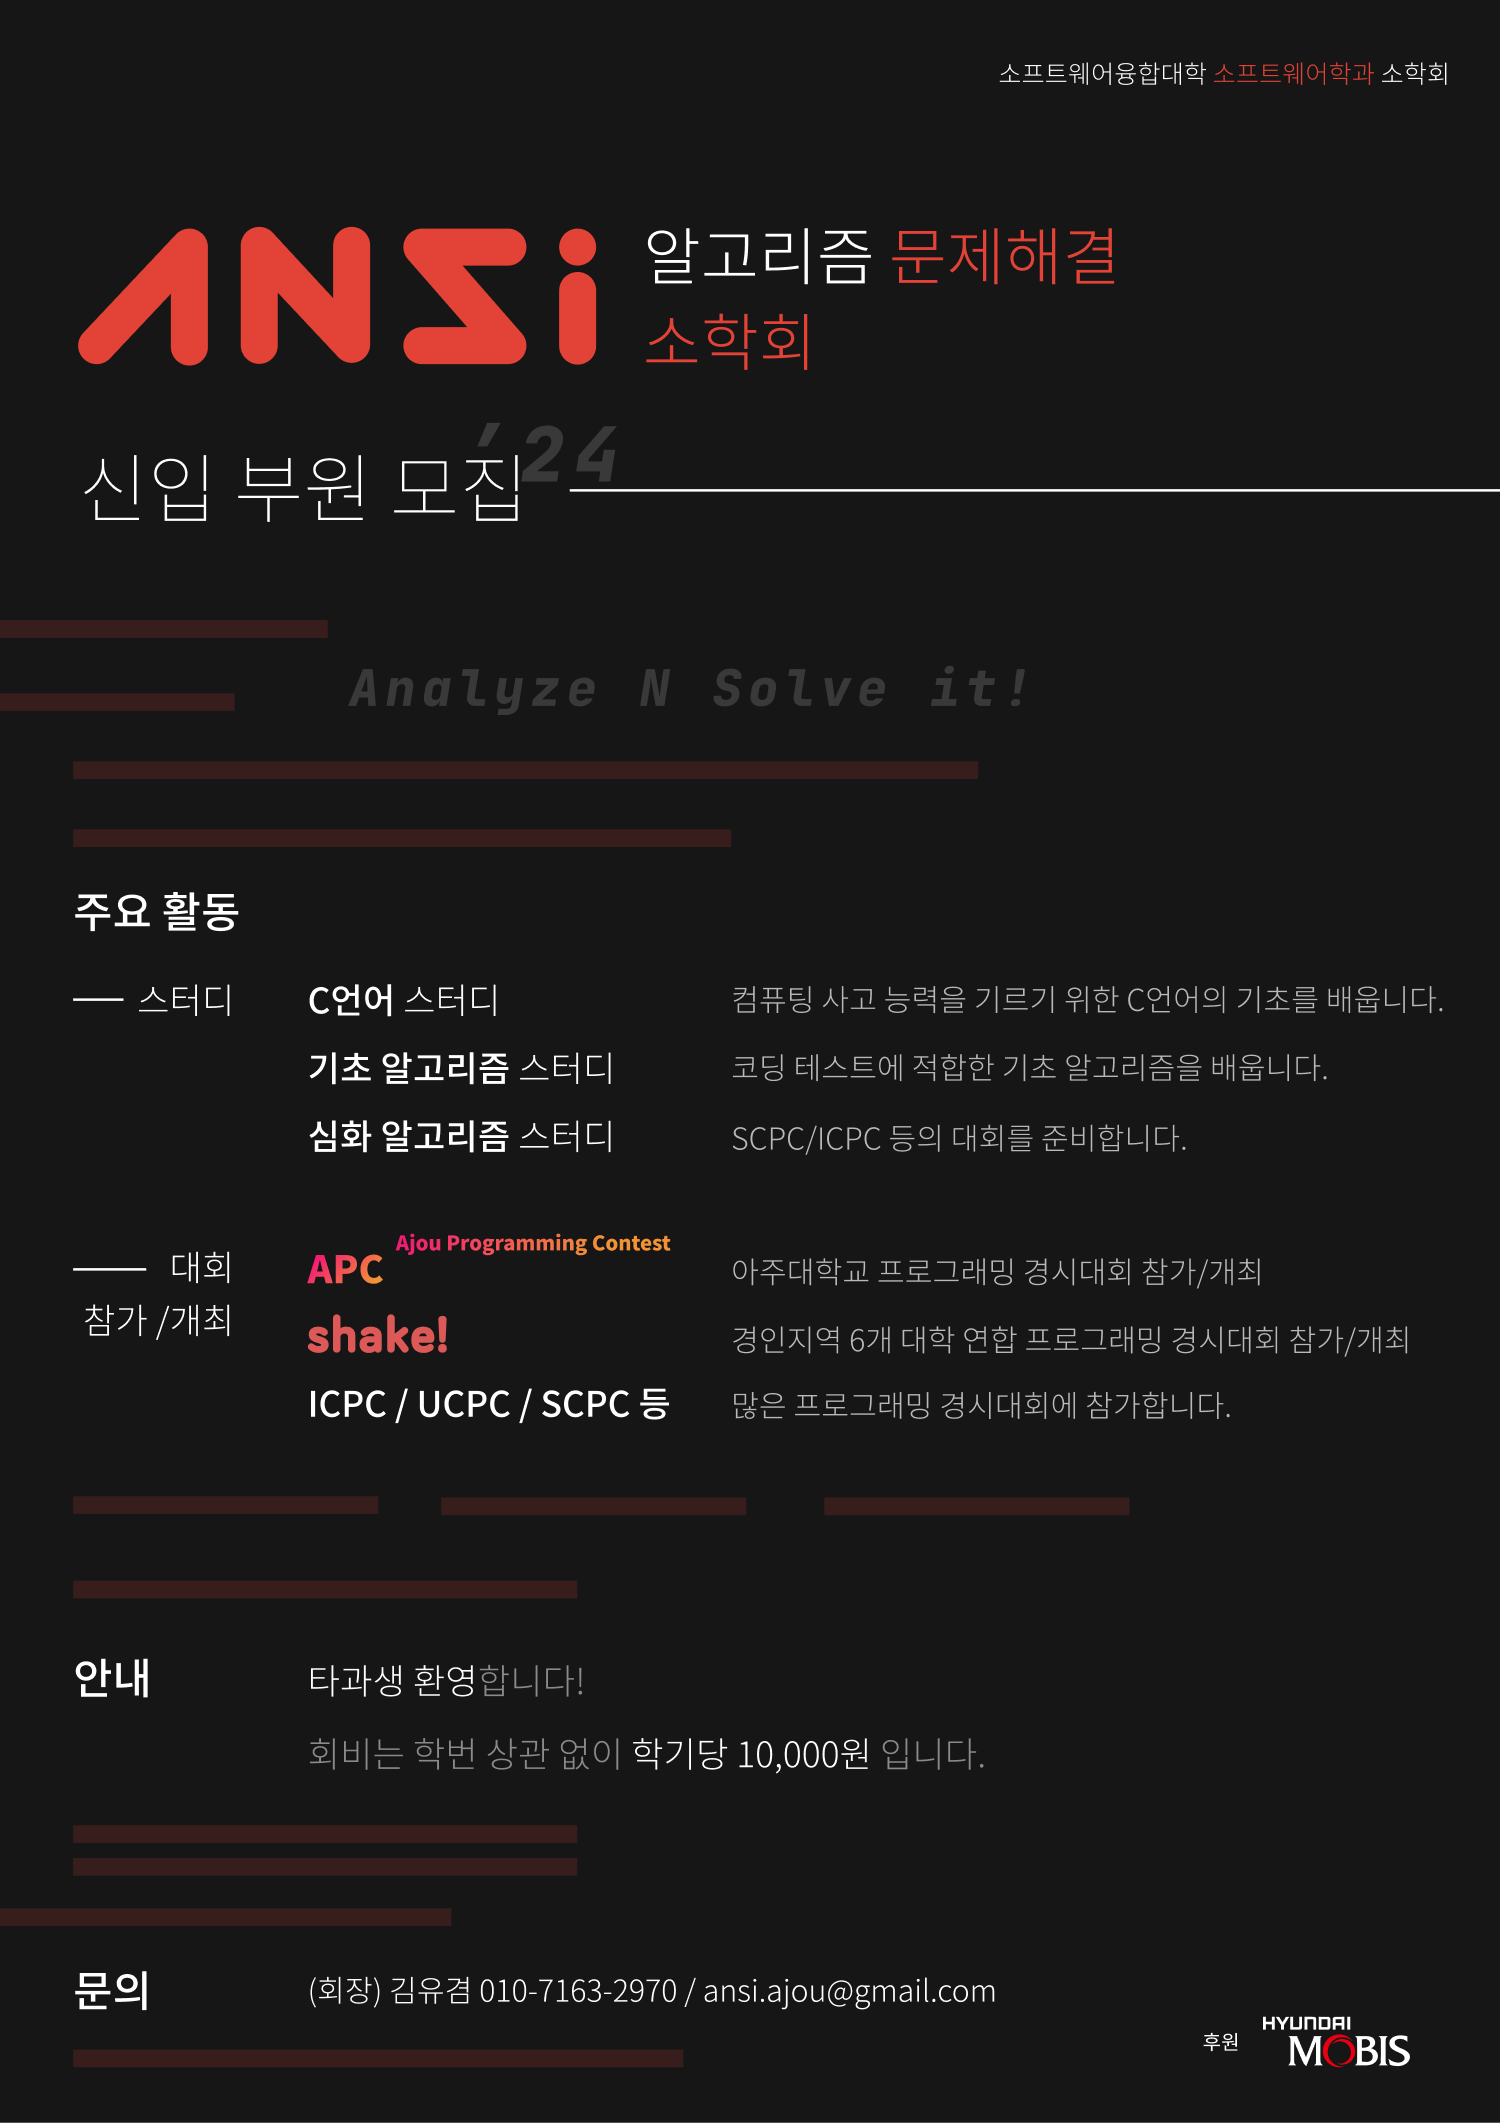 소프트웨어융합대학 소프트웨어학과 소학회
ANSi 알고리즘 문제해결
소학회
’24
신입 부원 모집
Analyze N Solve it!
주요 활동
스터디 C언어 스터디 컴퓨팅 사고 능력을 기르기 위한 C언어의 기초를 배웁니다.
기초 알고리즘 스터디 코딩 테스트에 적합한 기초 알고리즘을 배웁니다.
심화 알고리즘 스터디 SCPC/ICPC 등의 대회를 준비합니다.
대회 APC Ajou Programming Contest 아주대학교 프로그래밍 경시대회 참가/개최
참가 /개최 shake! 경인지역 6개 대학 연합 프로그래밍 경시대회 참가/개최
ICPC / UCPC / SCPC 등 많은 프로그래밍 경시대회에 참가합니다.
안내 타과생 환영합니다!
회비는 학번 상관 없이 학기당 10,000원 입니다.
문의 (회장) 김유겸 010-7163-2970 / ansi.ajou@gmail.com
후원 HYUNDAI
MOBIS